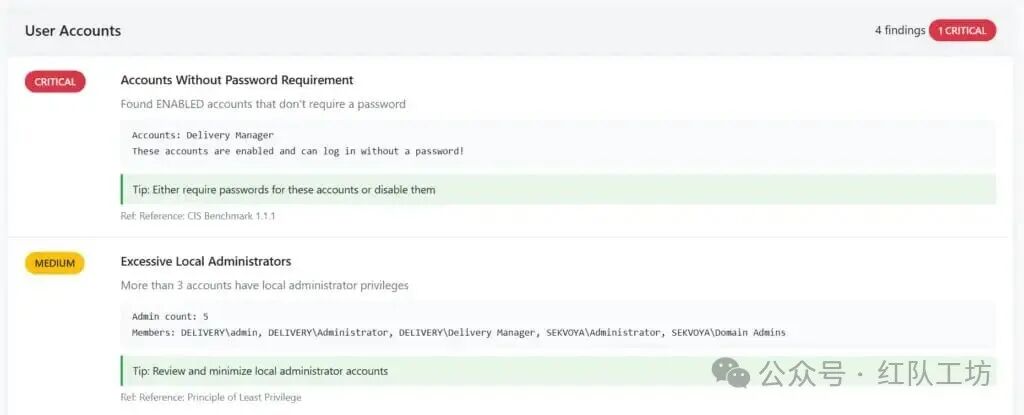 User Accounts
4 findings 1 CRITICAL
CRITICAL
Accounts Without Password Requirement
Found ENABLED accounts that don't require a password
Accounts: Delivery Manager
These accounts are enabled and can log in without a password!
Tip: Either require passwords for these accounts or disable them
Ref: Reference: CIS Benchmark 1.1.1
MEDIUM
Excessive Local Administrators
More than 3 accounts have local administrator privileges
Admin count: 5
Members: DELIVERY\admin, DELIVERY\Administrator, DELIVERY\Delivery Manager, SEKVOYA\Administrator, SEKVOYA\Domain Admins
Tip: Review and minimize local administrator accounts
Ref: Reference: Principle of Least Privilege
公众号 · 红队工坊